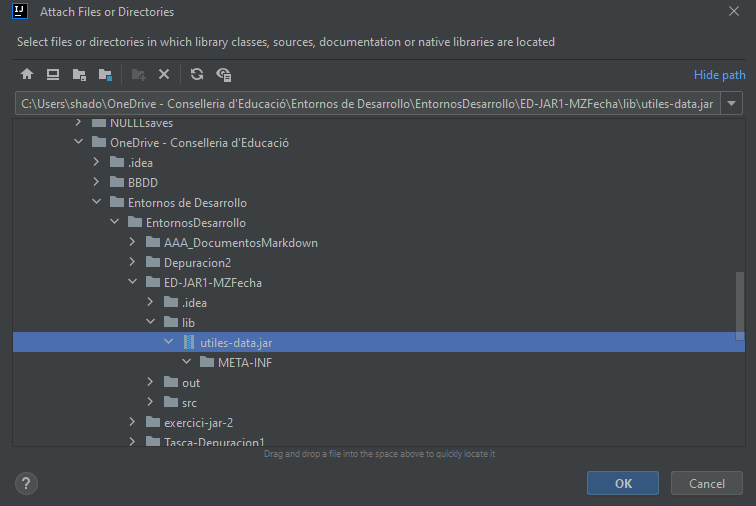 IJ
Attach Files or Directories
Select files or directories in which library classes, sources, documentation or native libraries are located
Hide path
C:\Users\shado\OneDrive - Conselleria d'Educació\Entornos de Desarrollo\EntornosDesarrollo\ED-JAR1-MZFecha\lib\utiles-data.jar
NULLLsaves
OneDrive - Conselleria d'Educació
.idea
BBDD
Entornos de Desarrollo
EntornosDesarrollo
AAA_DocumentosMarkdown
Depuracion2
ED-JAR1-MZFecha
.idea
lib
utiles-data.jar
META-INF
out
src
exercici-jar-2
Tasca-Depuracion1
Drag and drop a file into the space above to quickly locate it
?
OK
Cancel